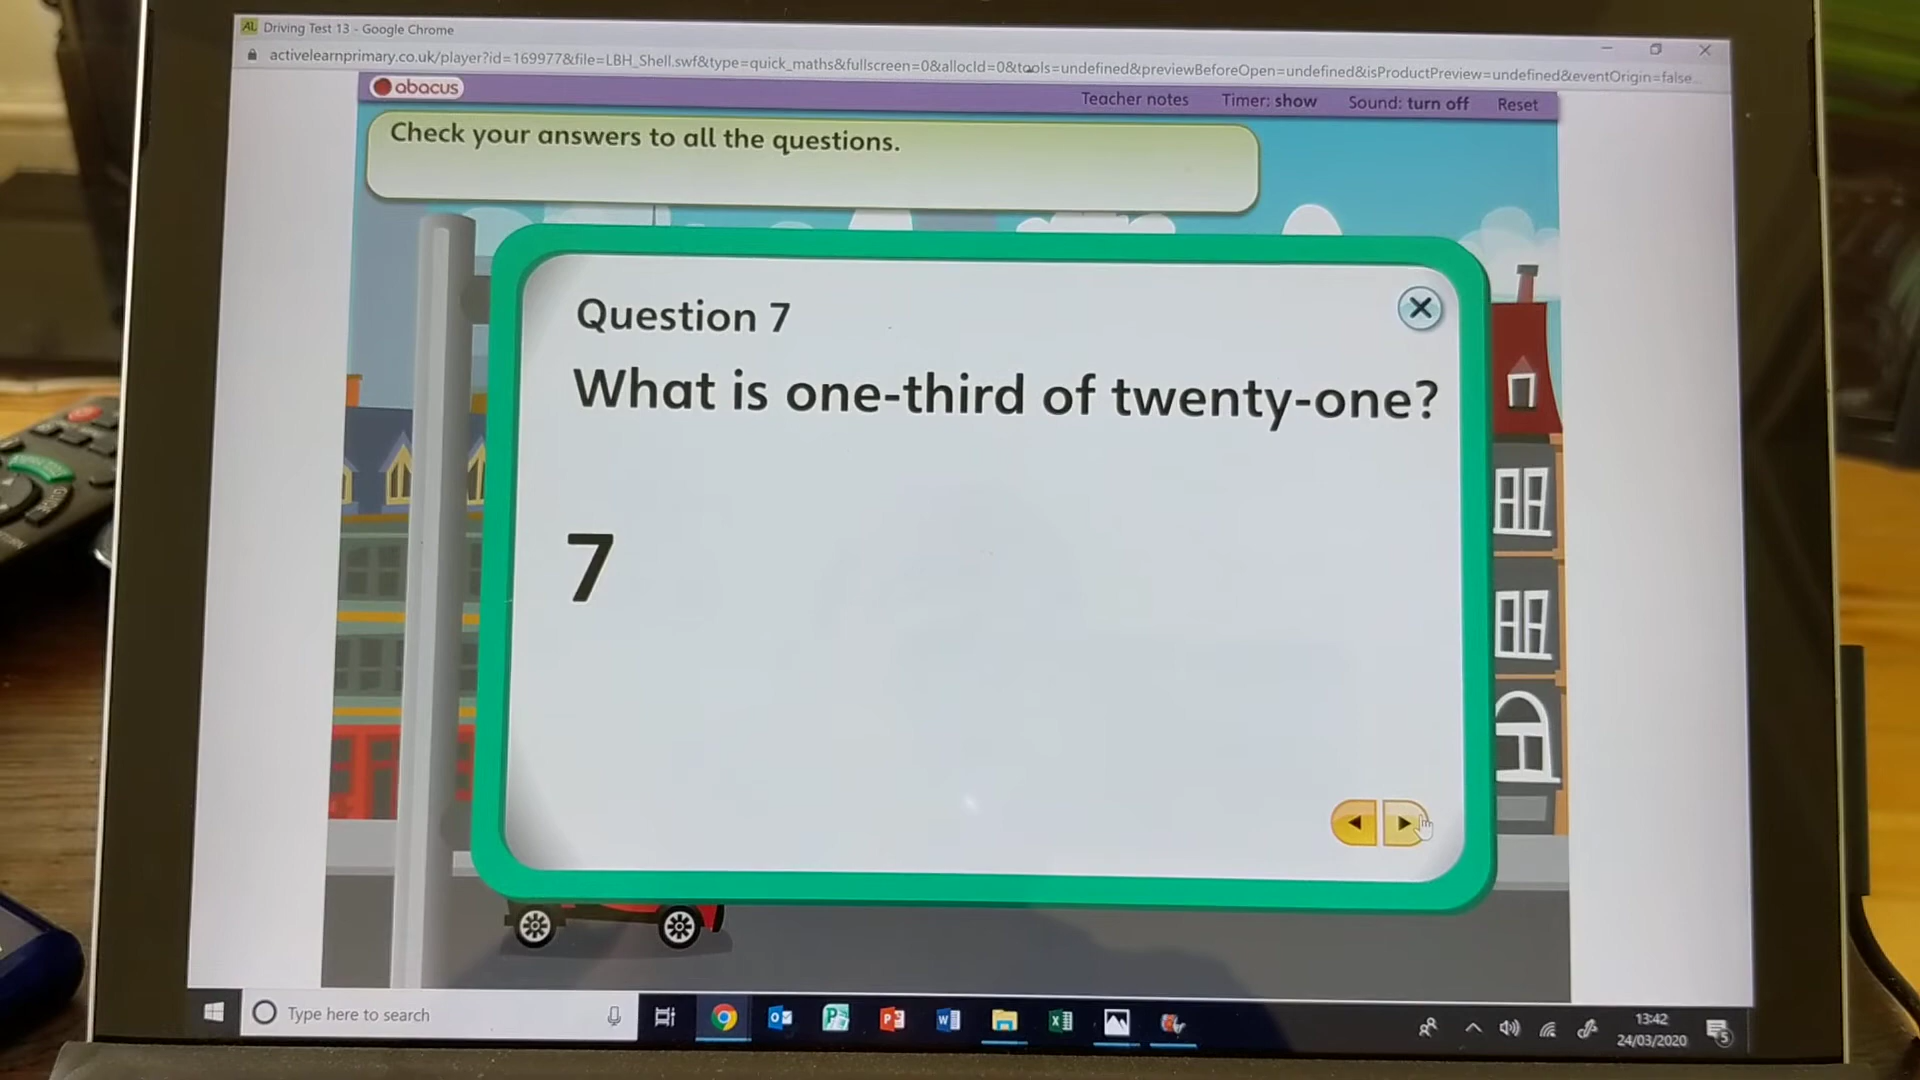 Driving Test 13 - Google Chrome
activelearnprimary.co.uk/player?id=169977&file=LBH_Shell.swf&type=quick_maths&fullscreen=0&allocId=0&tools=undefined&previewBeforeOpen=undefined&isProductPreview=undefined&eventOrigin=false...
abacus
Teacher notes Timer: show Sound: turn off Reset
Check your answers to all the questions.
Question 7
What is one-third of twenty-one?
7
Type here to search
13:42
24/03/2020
5